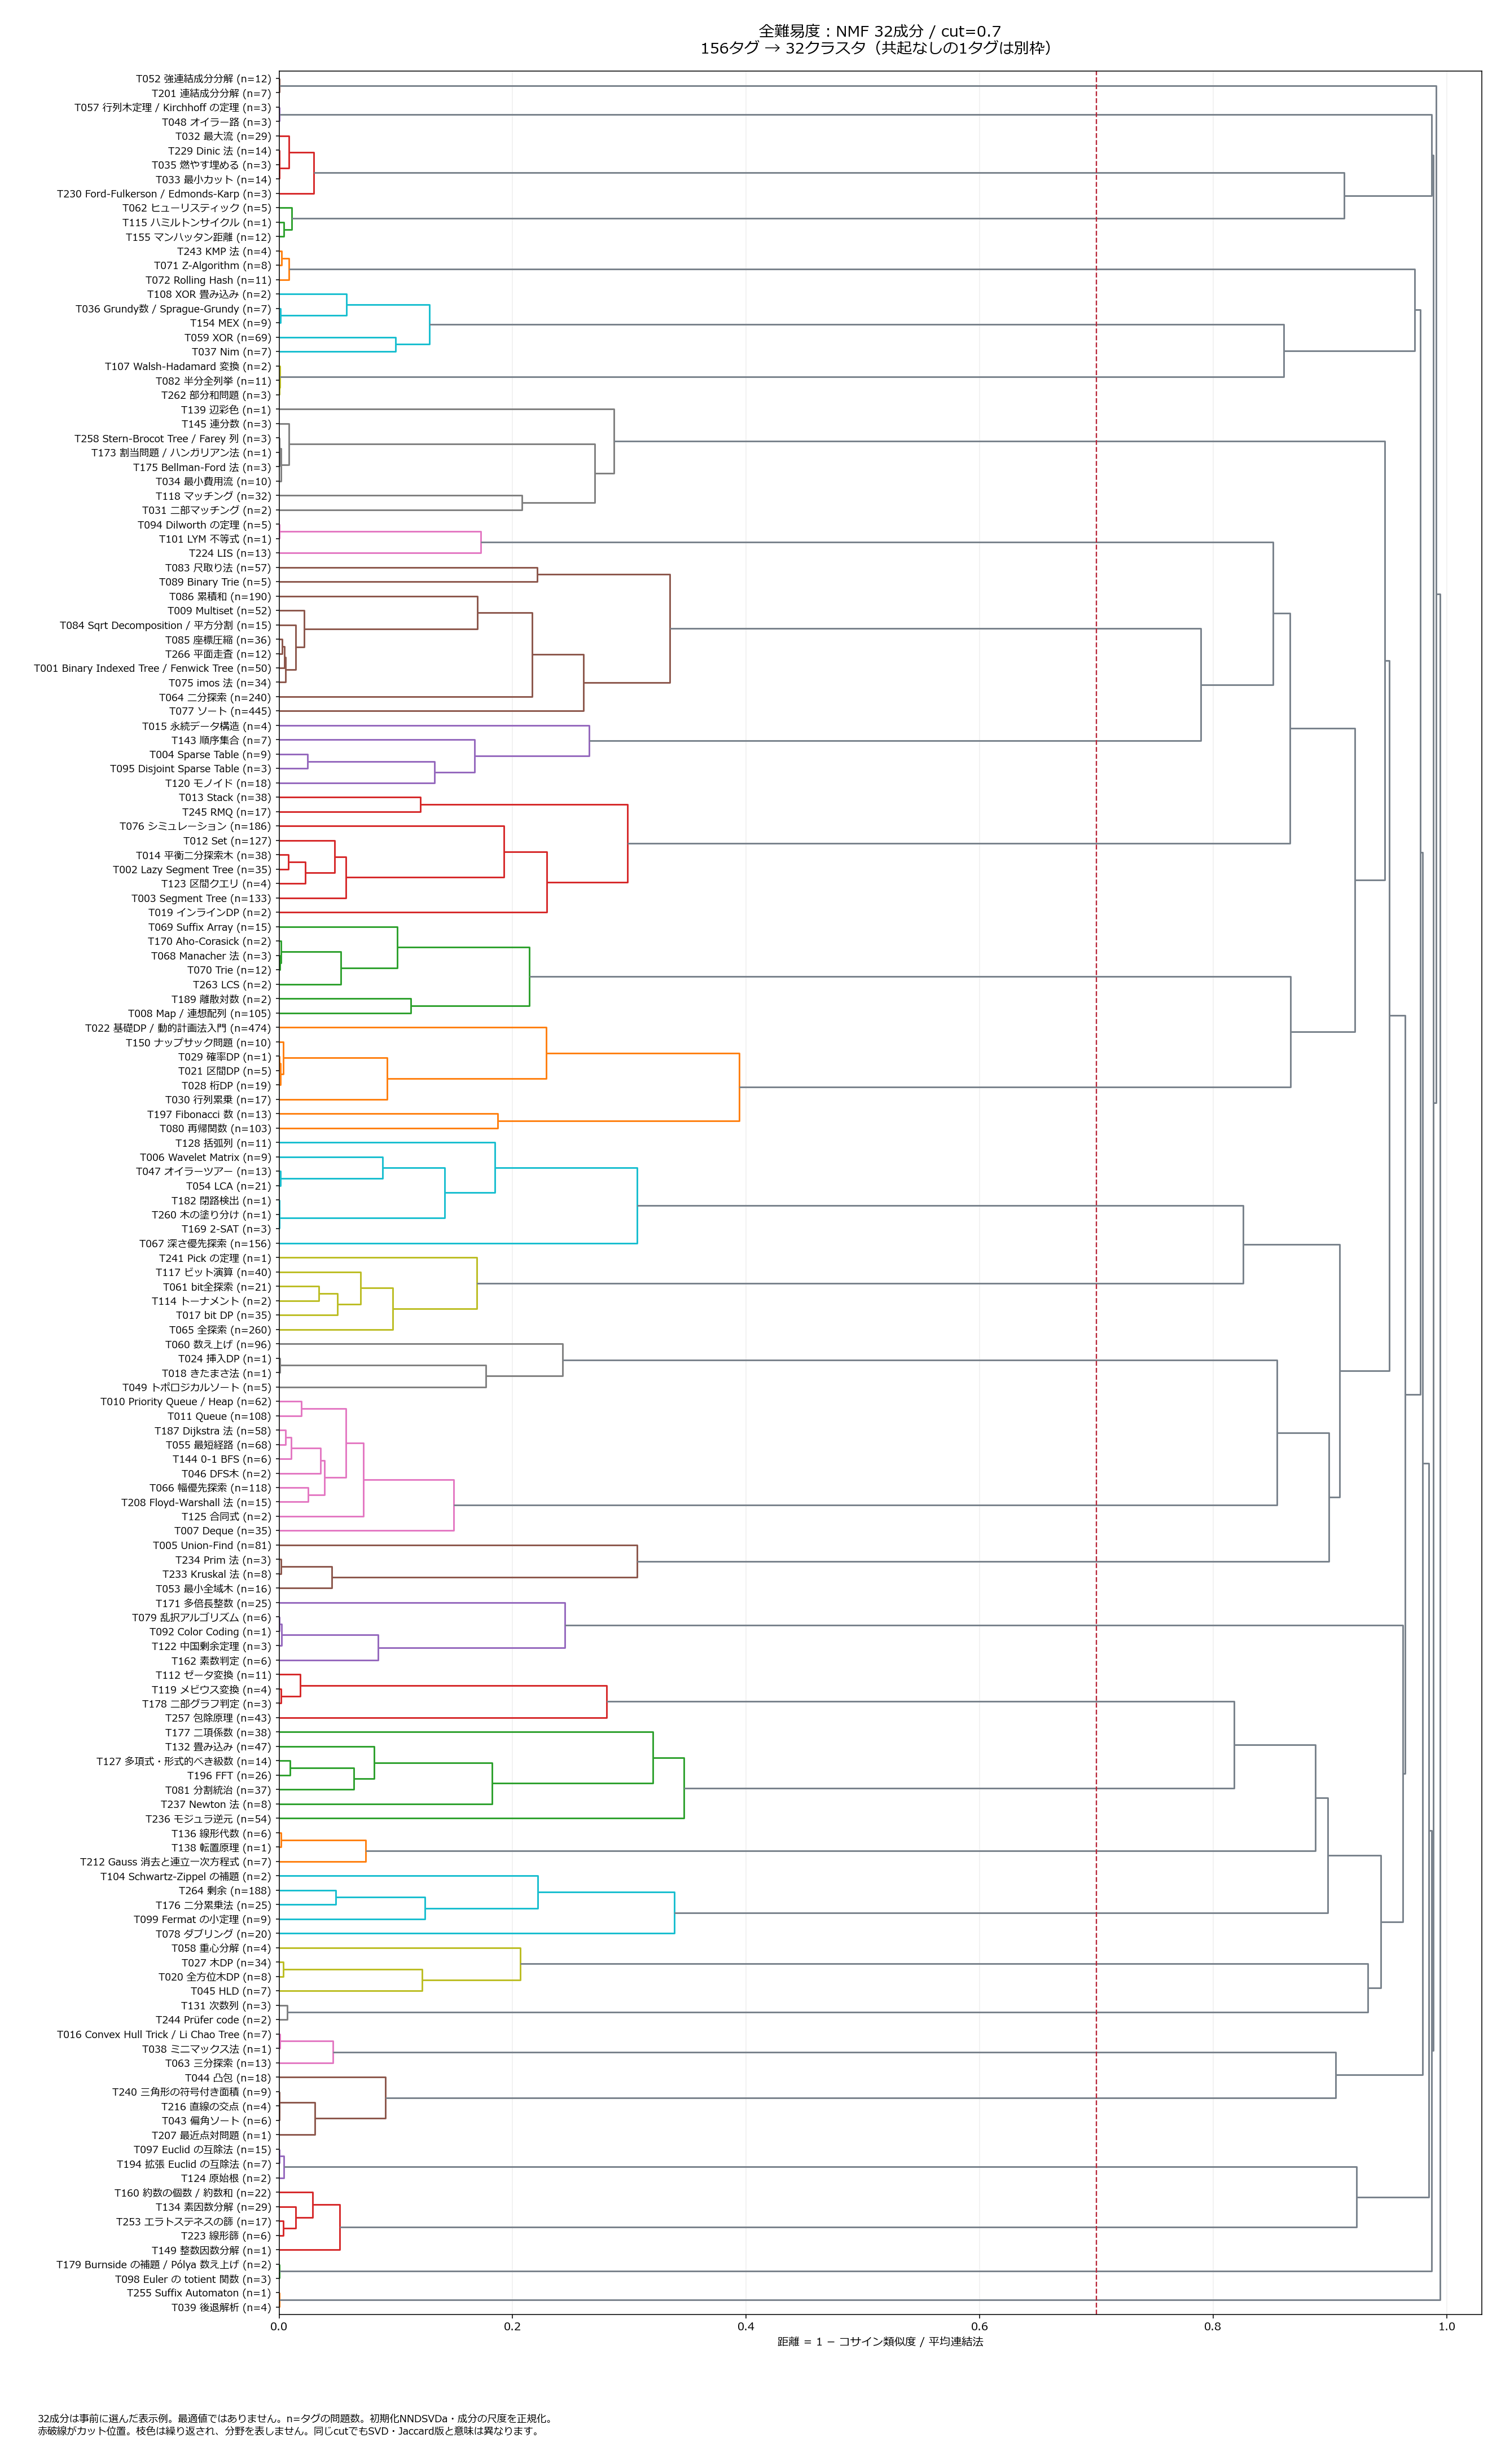 全難易度：NMF 32成分 / cut=0.7
156タグ → 32クラスタ（共起なしの1タグは別枠）
T052 強連結成分分解 (n=12)
T201 連結成分分解 (n=7)
T057 行列木定理 / Kirchhoff の定理 (n=3)
T048 オイラー路 (n=3)
T032 最大流 (n=29)
T229 Dinic 法 (n=14)
T035 燃やす埋める (n=3)
T033 最小カット (n=14)
T230 Ford-Fulkerson / Edmonds-Karp (n=3)
T062 ヒューリスティック (n=5)
T115 ハミルトンサイクル (n=1)
T155 マンハッタン距離 (n=12)
T243 KMP 法 (n=4)
T071 Z-Algorithm (n=8)
T072 Rolling Hash (n=11)
T108 XOR 畳み込み (n=2)
T036 Grundy数 / Sprague-Grundy (n=7)
T154 MEX (n=9)
T059 XOR (n=69)
T037 Nim (n=7)
T107 Walsh-Hadamard 変換 (n=2)
T082 半分全列挙 (n=11)
T262 部分和問題 (n=3)
T139 辺彩色 (n=1)
T145 連分数 (n=3)
T258 Stern-Brocot Tree / Farey 列 (n=3)
T173 割当問題 / ハンガリアン法 (n=1)
T175 Bellman-Ford 法 (n=3)
T034 最小費用流 (n=10)
T118 マッチング (n=32)
T031 二部マッチング (n=2)
T094 Dilworth の定理 (n=5)
T101 LYM 不等式 (n=1)
T224 LIS (n=13)
T083 尺取り法 (n=57)
T089 Binary Trie (n=5)
T086 累積和 (n=190)
T009 Multiset (n=52)
T084 Sqrt Decomposition / 平方分割 (n=15)
T085 座標圧縮 (n=36)
T266 平面走査 (n=12)
T001 Binary Indexed Tree / Fenwick Tree (n=50)
T075 imos 法 (n=34)
T064 二分探索 (n=240)
T077 ソート (n=445)
T015 永続データ構造 (n=4)
T143 順序集合 (n=7)
T004 Sparse Table (n=9)
T095 Disjoint Sparse Table (n=3)
T120 モノイド (n=18)
T013 Stack (n=38)
T245 RMQ (n=17)
T076 シミュレーション (n=186)
T012 Set (n=127)
T014 平衡二分探索木 (n=38)
T002 Lazy Segment Tree (n=35)
T123 区間クエリ (n=4)
T003 Segment Tree (n=133)
T019 インラインDP (n=2)
T069 Suffix Array (n=15)
T170 Aho-Corasick (n=2)
T068 Manacher 法 (n=3)
T070 Trie (n=12)
T263 LCS (n=2)
T189 離散対数 (n=2)
T008 Map / 連想配列 (n=105)
T022 基礎DP / 動的計画法入門 (n=474)
T150 ナップサック問題 (n=10)
T029 確率DP (n=1)
T021 区間DP (n=5)
T028 桁DP (n=19)
T030 行列累乗 (n=17)
T197 Fibonacci 数 (n=13)
T080 再帰関数 (n=103)
T128 括弧列 (n=11)
T006 Wavelet Matrix (n=9)
T047 オイラーツアー (n=13)
T054 LCA (n=21)
T182 閉路検出 (n=1)
T260 木の塗り分け (n=1)
T169 2-SAT (n=3)
T067 深さ優先探索 (n=156)
T241 Pick の定理 (n=1)
T117 ビット演算 (n=40)
T061 bit全探索 (n=21)
T114 トーナメント (n=2)
T017 bit DP (n=35)
T065 全探索 (n=260)
T060 数え上げ (n=96)
T024 挿入DP (n=1)
T018 きたまさ法 (n=1)
T049 トポロジカルソート (n=5)
T010 Priority Queue / Heap (n=62)
T011 Queue (n=108)
T187 Dijkstra 法 (n=58)
T055 最短経路 (n=68)
T144 0-1 BFS (n=6)
T046 DFS木 (n=2)
T066 幅優先探索 (n=118)
T208 Floyd-Warshall 法 (n=15)
T125 合同式 (n=2)
T007 Deque (n=35)
T005 Union-Find (n=81)
T234 Prim 法 (n=3)
T233 Kruskal 法 (n=8)
T053 最小全域木 (n=16)
T171 多倍長整数 (n=25)
T079 乱択アルゴリズム (n=6)
T092 Color Coding (n=1)
T122 中国剰余定理 (n=3)
T162 素数判定 (n=6)
T112 ゼータ変換 (n=11)
T119 メビウス変換 (n=4)
T178 二部グラフ判定 (n=3)
T257 包除原理 (n=43)
T177 二項係数 (n=38)
T132 畳み込み (n=47)
T127 多項式・形式的べき級数 (n=14)
T196 FFT (n=26)
T081 分割統治 (n=37)
T237 Newton 法 (n=8)
T236 モジュラ逆元 (n=54)
T136 線形代数 (n=6)
T138 転置原理 (n=1)
T212 Gauss 消去と連立一次方程式 (n=7)
T104 Schwartz-Zippel の補題 (n=2)
T264 剰余 (n=188)
T176 二分累乗法 (n=25)
T099 Fermat の小定理 (n=9)
T078 ダブリング (n=20)
T058 重心分解 (n=4)
T027 木DP (n=34)
T020 全方位木DP (n=8)
T045 HLD (n=7)
T131 次数列 (n=3)
T244 Prüfer code (n=2)
T016 Convex Hull Trick / Li Chao Tree (n=7)
T038 ミニマックス法 (n=1)
T063 三分探索 (n=13)
T044 凸包 (n=18)
T240 三角形の符号付き面積 (n=9)
T216 直線の交点 (n=4)
T043 偏角ソート (n=6)
T207 最近点対問題 (n=1)
T097 Euclid の互除法 (n=15)
T194 拡張 Euclid の互除法 (n=7)
T124 原始根 (n=2)
T160 約数の個数 / 約数和 (n=22)
T134 素因数分解 (n=29)
T253 エラトステネスの篩 (n=17)
T223 線形篩 (n=6)
T149 整数因数分解 (n=1)
T179 Burnside の補題 / Pólya 数え上げ (n=2)
T098 Euler の totient 関数 (n=3)
T255 Suffix Automaton (n=1)
T039 後退解析 (n=4)
0.0 0.2 0.4 0.6 0.8 1.0
距離 = 1 − コサイン類似度 / 平均連結法
32成分は事前に選んだ表示例。最適値ではありません。n=タグの問題数。初期化NNDSVDa・成分の尺度を正規化。
赤破線がカット位置。枝色は繰り返され、分野を表しません。同じcutでもSVD・Jaccard版と意味は異なります。